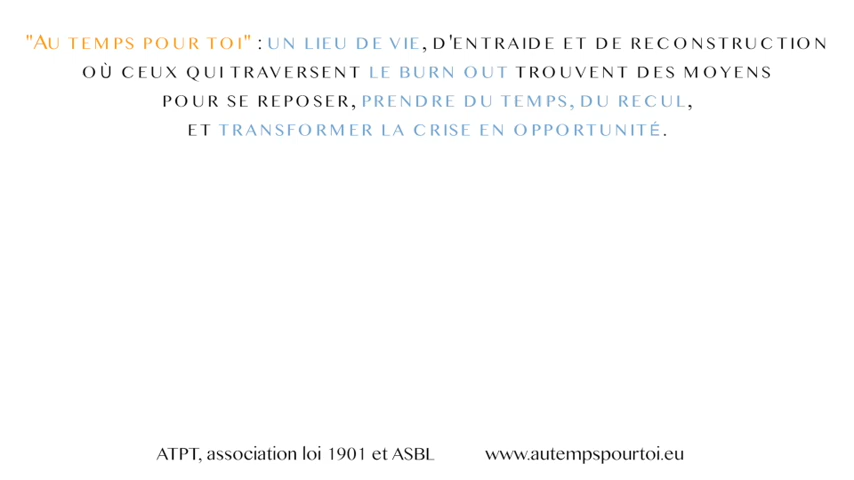 "Au temps pour toi" : un lieu de vie, d'entraide et de reconstruction
où ceux qui traversent le burn out trouvent des moyens
pour se reposer, prendre du temps, du recul,
et transformer la crise en opportunité.
ATPT, association loi 1901 et ASBL www.autempspourtoi.eu